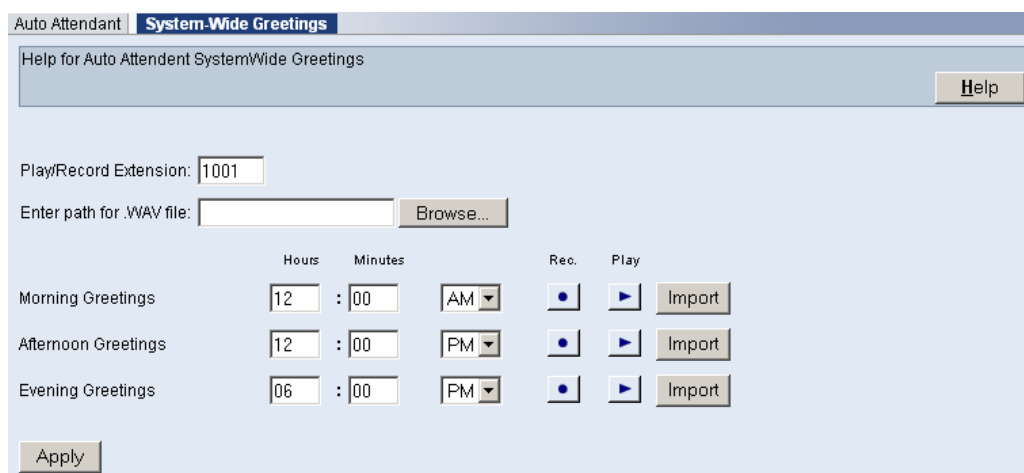 Auto Attendant System-Wide Greetings
Help for Auto Attendent SystemWide Greetings
Help
Play/Record Extension: 1001
Enter path for .WAV file: Browse...
Hours Minutes Rec. Play
Morning Greetings 12 : 00 AM Import
Afternoon Greetings 12 : 00 PM Import
Evening Greetings 06 : 00 PM Import
Apply